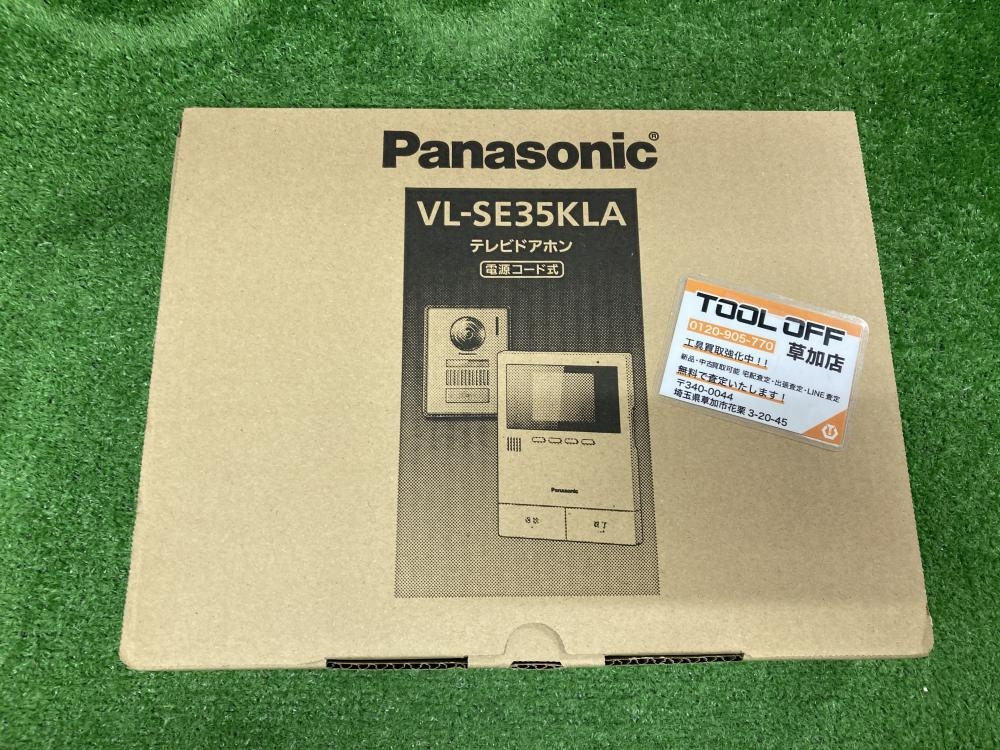 Panasonic®
VL-SE35KLA
テレビドアホン
電源コード式
Panasonic
終了
TOOL OFF
0120-905-770
草加店
工具買取強化中！！
新品・中古買取可能 宅配査定・出張査定・LINE査定
無料で査定いたします！
〒340-0044
埼玉県草加市花栗 3-20-45